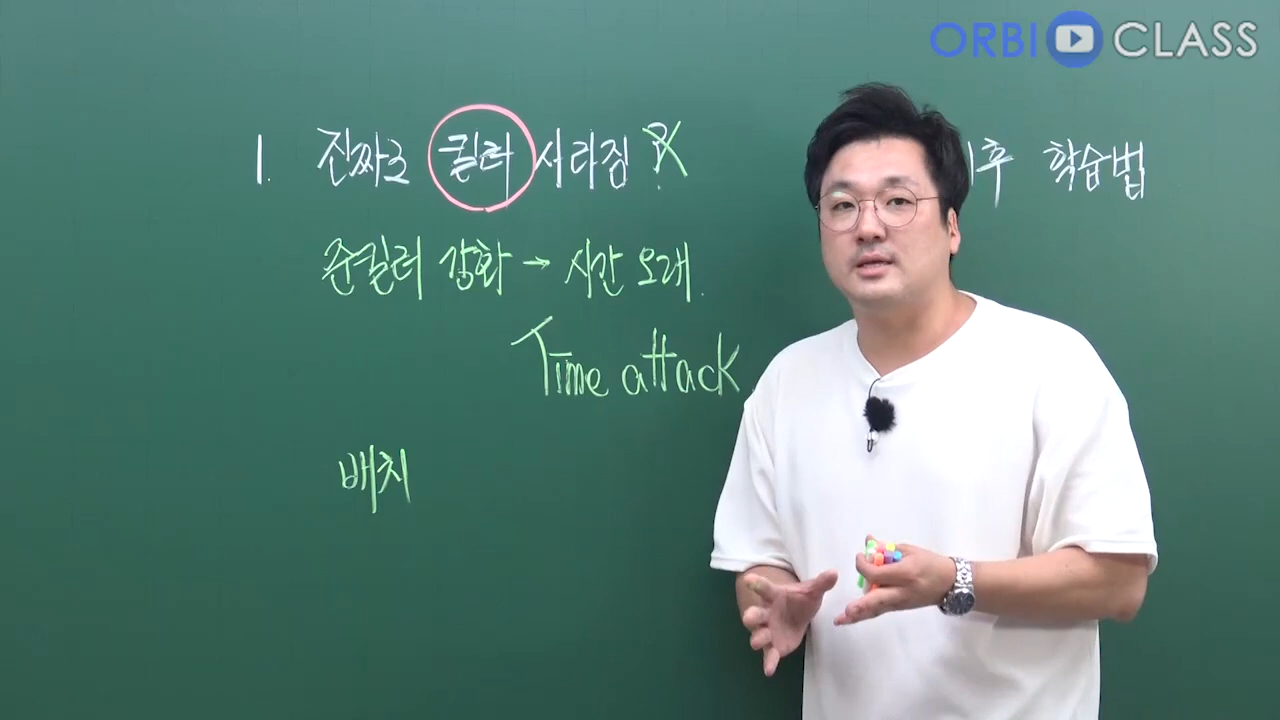 ORBI CLASS
1. 진짜로 킬러 사라짐 ? X
이후 학습법
준킬러 강화 → 시간 오래.
Time attack.
배치